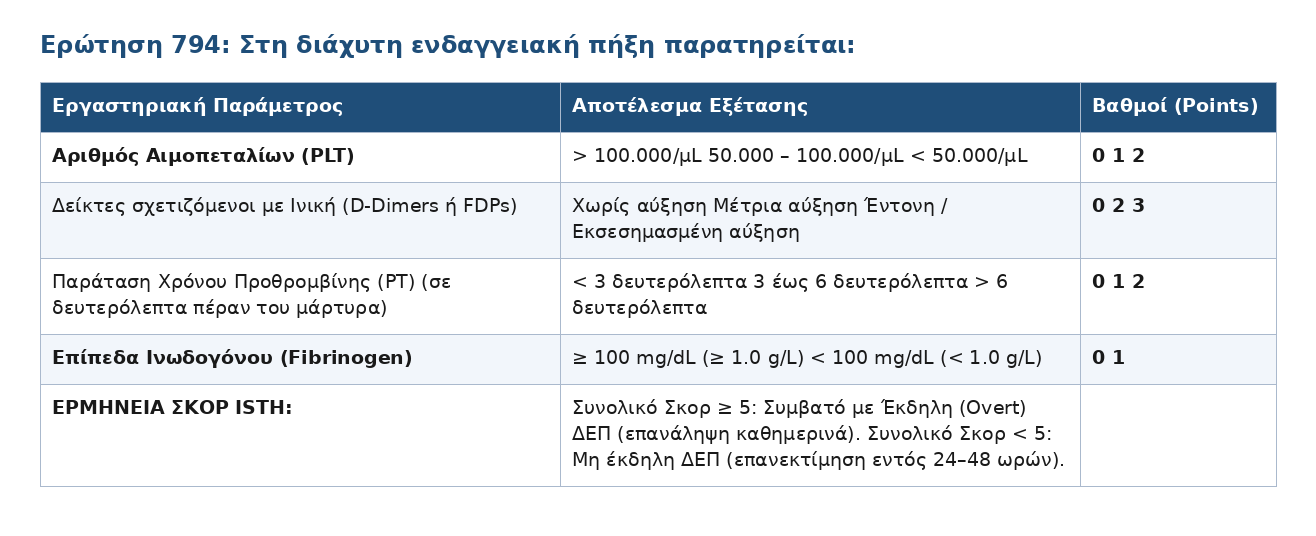 Ερώτηση 794: Στη διάχυτη ενδαγγειακή πήξη παρατηρείται:
Εργαστηριακή Παράμετρος
Αποτέλεσμα Εξέτασης
Βαθμοί (Points)
Αριθμός Αιμοπεταλίων (PLT)
> 100.000/μL 50.000 – 100.000/μL < 50.000/μL
0 1 2
Δείκτες σχετιζόμενοι με Ινική (D-Dimers ή FDPs)
Χωρίς αύξηση Μέτρια αύξηση Έντονη /
Εκσεσημασμένη αύξηση
0 2 3
Παράταση Χρόνου Προθρομβίνης (PT) (σε
δευτερόλεπτα πέραν του μάρτυρα)
< 3 δευτερόλεπτα 3 έως 6 δευτερόλεπτα > 6
δευτερόλεπτα
0 1 2
Επίπεδα Ινωδογόνου (Fibrinogen)
≥ 100 mg/dL (≥ 1.0 g/L) < 100 mg/dL (< 1.0 g/L)
0 1
ΕΡΜΗΝΕΙΑ ΣΚΟΡ ISTH:
Συνολικό Σκορ ≥ 5: Συμβατό με Έκδηλη (Overt)
ΔΕΠ (επανάληψη καθημερινά). Συνολικό Σκορ < 5:
Μη έκδηλη ΔΕΠ (επανεκτίμηση εντός 24–48 ωρών).